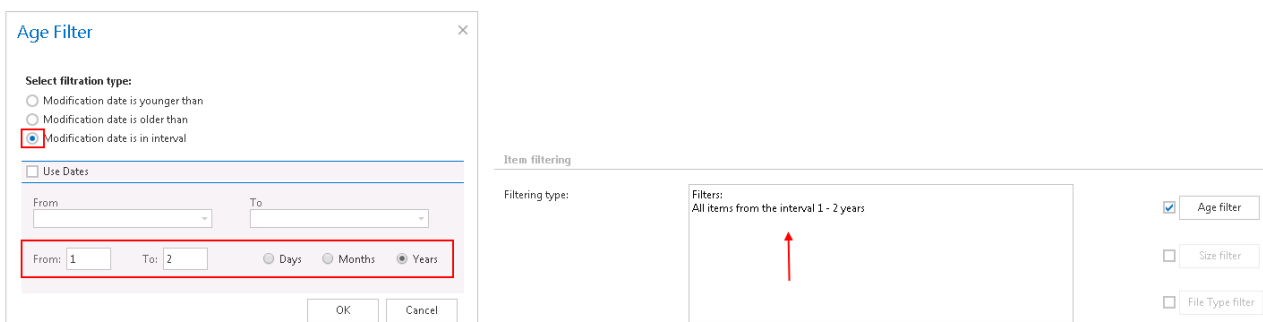 Age Filter
Select filtration type:
Modification date is younger than
Modification date is older than
Modification date is in interval
Use Dates
From To
From: 1 To: 2 Days Months Years
OK Cancel
Item filtering
Filtering type:
Filters:
All items from the interval 1 - 2 years
Age filter
Size filter
File Type filter